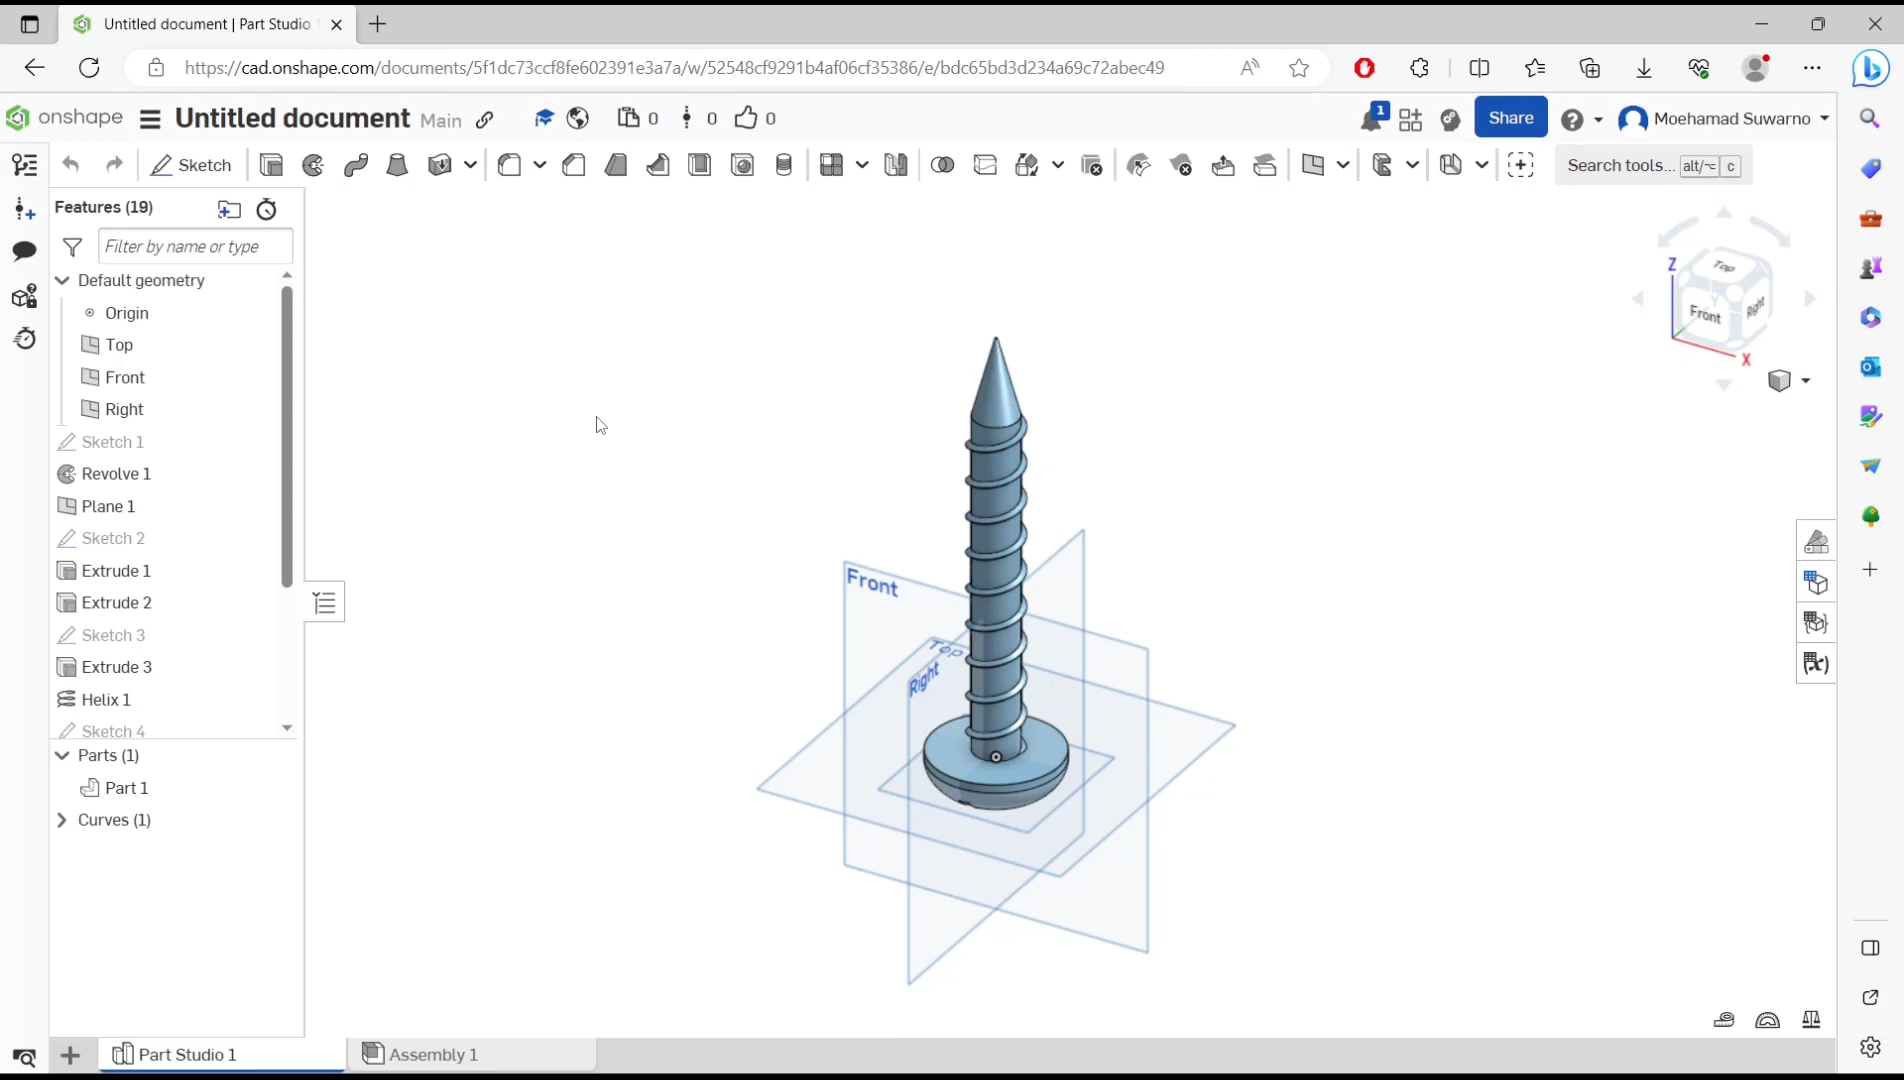 Untitled document | Part Studio 1
https://cad.onshape.com/documents/5f1dc73ccf8fe602391e3a7a/w/52548cf9291b4af06cf35386/e/bdc65bd3d234a69c72abec49
onshape Untitled document Main 0 0 0 1 Share Moehamad Suwarno
Sketch Search tools... alt/⌥ c
Features (19)
Filter by name or type
Default geometry
Origin
Top
Front
Right
Sketch 1
Revolve 1
Plane 1
Sketch 2
Extrude 1
Extrude 2
Sketch 3
Extrude 3
Helix 1
Sketch 4
Parts (1)
Part 1
Curves (1)
Front
Top
Right
Z
Top
Y
Front
Right
X
(x)
Part Studio 1
Assembly 1